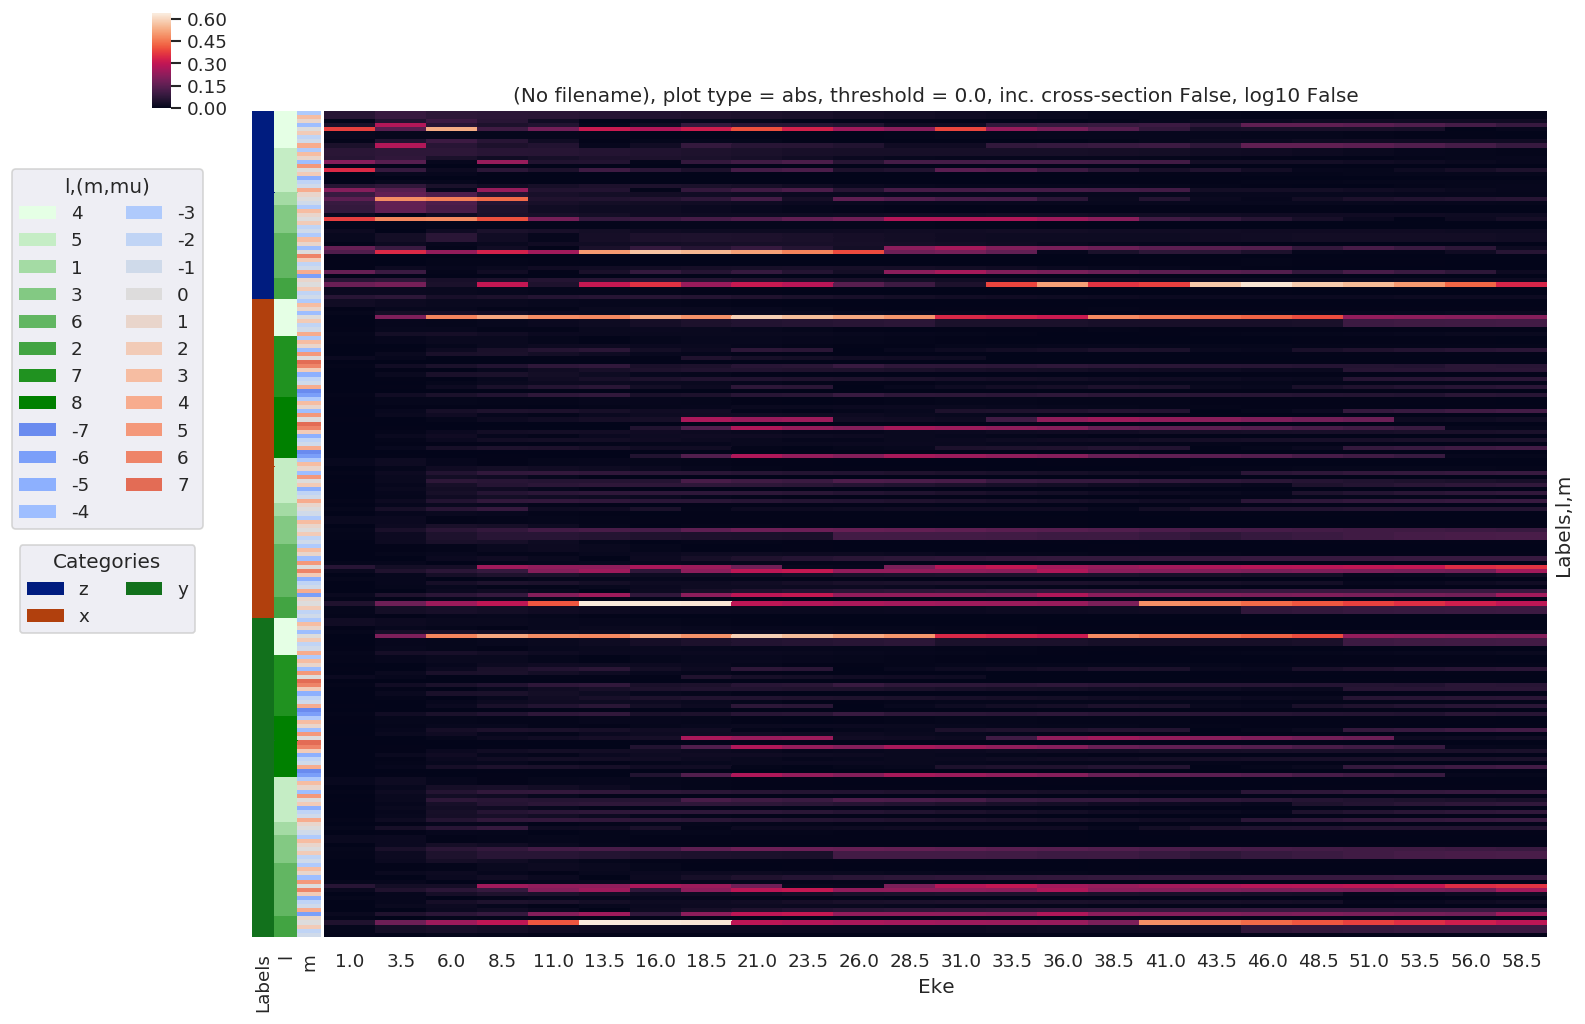 0.60
0.45
0.30
0.15
0.00
(No filename), plot type = abs, threshold = 0.0, inc. cross-section False, log10 False
l,(m,mu)
4 -3
5 -2
1 -1
3 0
6 1
2 2
7 3
8 4
-7 5
-6 6
-5 7
-4
Categories
z y
x
Labels,l,m
Labels l m 1.0 3.5 6.0 8.5 11.0 13.5 16.0 18.5 21.0 23.5 26.0 28.5 31.0 33.5 36.0 38.5 41.0 43.5 46.0 48.5 51.0 53.5 56.0 58.5
Eke